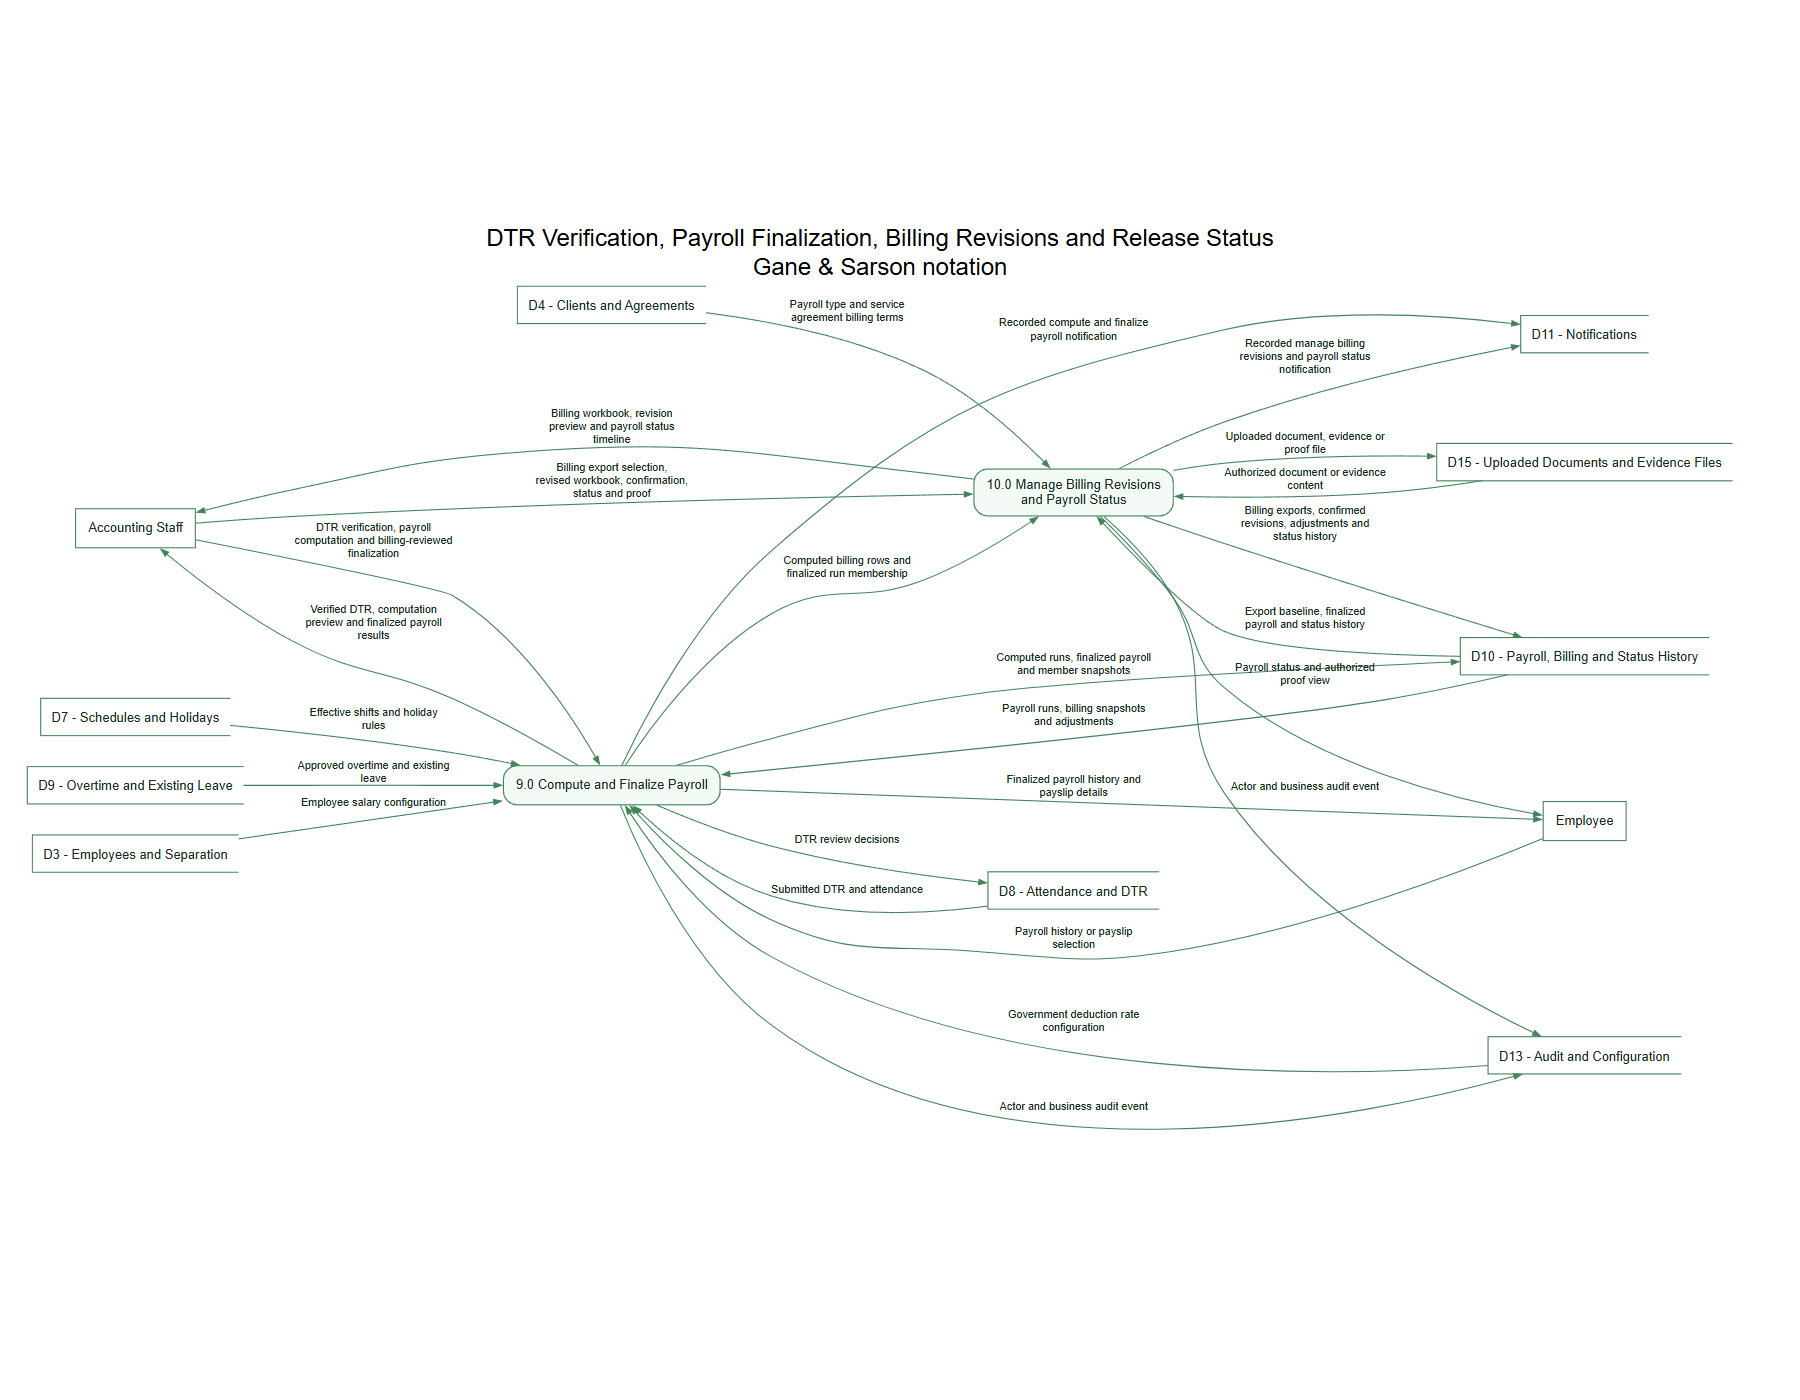 DTR Verification, Payroll Finalization, Billing Revisions and Release Status
Gane & Sarson notation
D4 - Clients and Agreements
Payroll type and service
agreement billing terms
Recorded compute and finalize
payroll notification
D11 - Notifications
Recorded manage billing
revisions and payroll status
notification
Billing workbook, revision
preview and payroll status
timeline
Uploaded document, evidence or
proof file
D15 - Uploaded Documents and Evidence Files
Billing export selection,
revised workbook, confirmation,
status and proof
10.0 Manage Billing Revisions
and Payroll Status
Authorized document or evidence
content
Accounting Staff
DTR verification, payroll
computation and billing-reviewed
finalization
Billing exports, confirmed
revisions, adjustments and
status history
Computed billing rows and
finalized run membership
Verified DTR, computation
preview and finalized payroll
results
Export baseline, finalized
payroll and status history
D10 - Payroll, Billing and Status History
Computed runs, finalized payroll
and member snapshots
Payroll status and authorized
proof view
D7 - Schedules and Holidays
Effective shifts and holiday
rules
Payroll runs, billing snapshots
and adjustments
D9 - Overtime and Existing Leave
Approved overtime and existing
leave
9.0 Compute and Finalize Payroll
Finalized payroll history and
payslip details
Actor and business audit event
Employee salary configuration
Employee
D3 - Employees and Separation
DTR review decisions
Submitted DTR and attendance
D8 - Attendance and DTR
Payroll history or payslip
selection
Government deduction rate
configuration
D13 - Audit and Configuration
Actor and business audit event